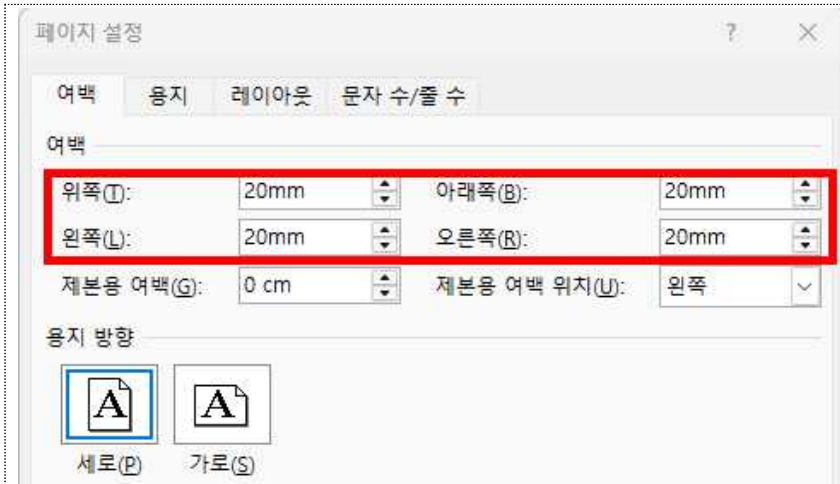 페이지 설정 ?
여백 용지 레이아웃 문자 수/줄 수
여백
위쪽(T): 20mm 아래쪽(B): 20mm
왼쪽(L): 20mm 오른쪽(R): 20mm
제본용 여백(G): 0 cm 제본용 여백 위치(U): 왼쪽
용지 방향
A A
세로(P) 가로(S)